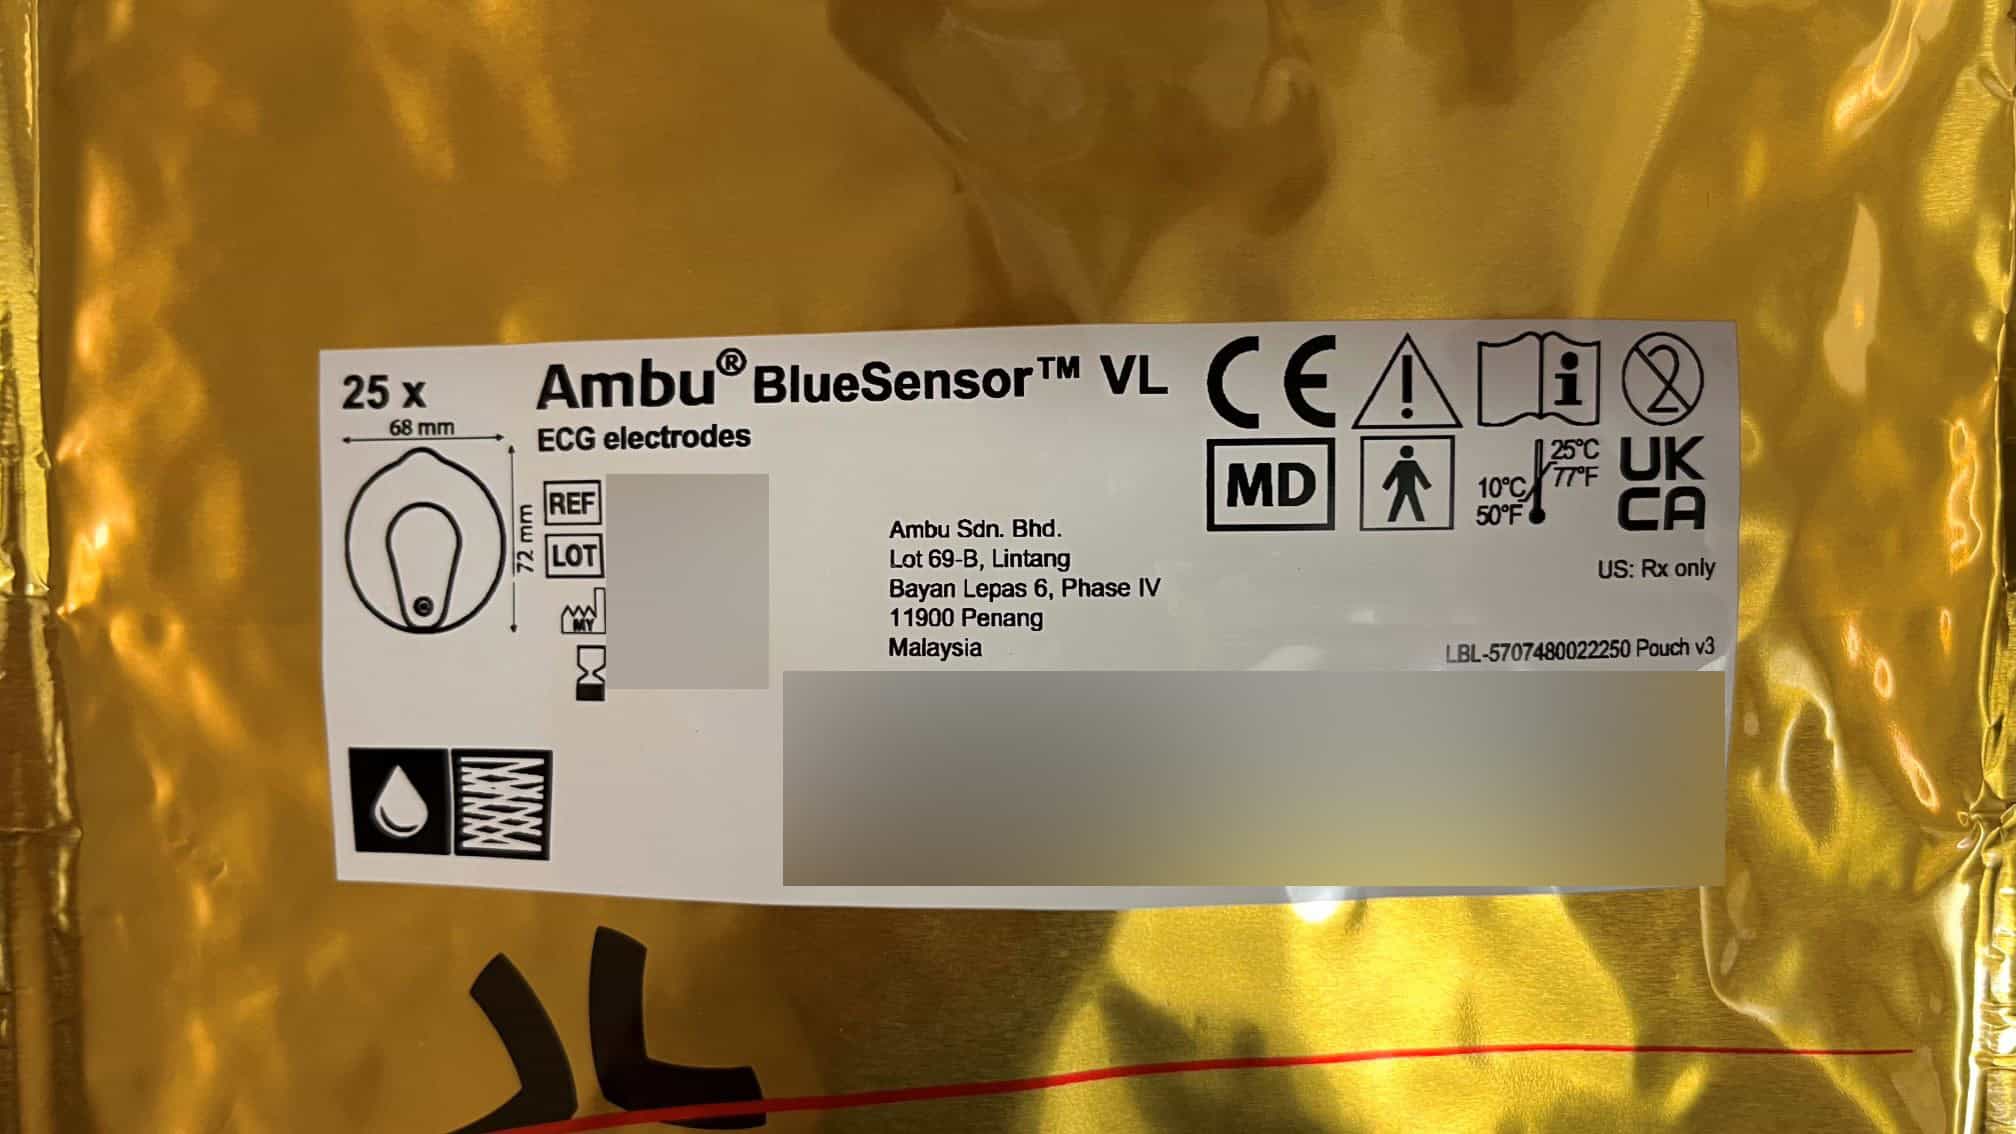 25 x
68 mm
72 mm
Ambu® BlueSensor™ VL
ECG electrodes
REF
LOT
MY
Ambu Sdn. Bhd.
Lot 69-B, Lintang
Bayan Lepas 6, Phase IV
11900 Penang
Malaysia
CE
i
2
MD
10°C
50°F
25°C
77°F
UK
CA
US: Rx only
LBL-5707480022250 Pouch v3